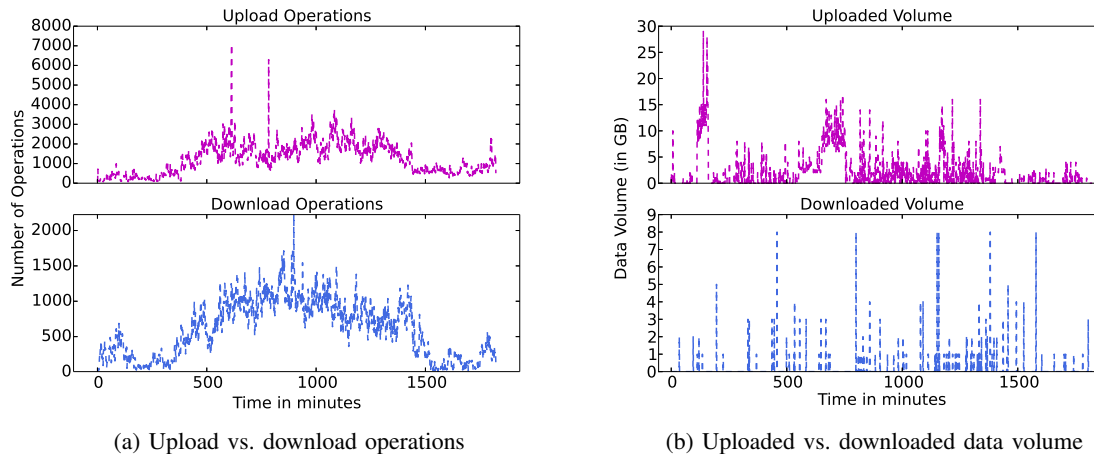 Upload Operations
8000
7000
6000
5000
4000
3000
2000
1000
0
Download Operations
2000
1500
1000
500
0
Number of Operations
0 500 1000 1500
Time in minutes
(a) Upload vs. download operations
Uploaded Volume
30
25
20
15
10
5
0
Downloaded Volume
9
8
7
6
5
4
3
2
1
0
Data Volume (in GB)
0 500 1000 1500
Time in minutes
(b) Uploaded vs. downloaded data volume